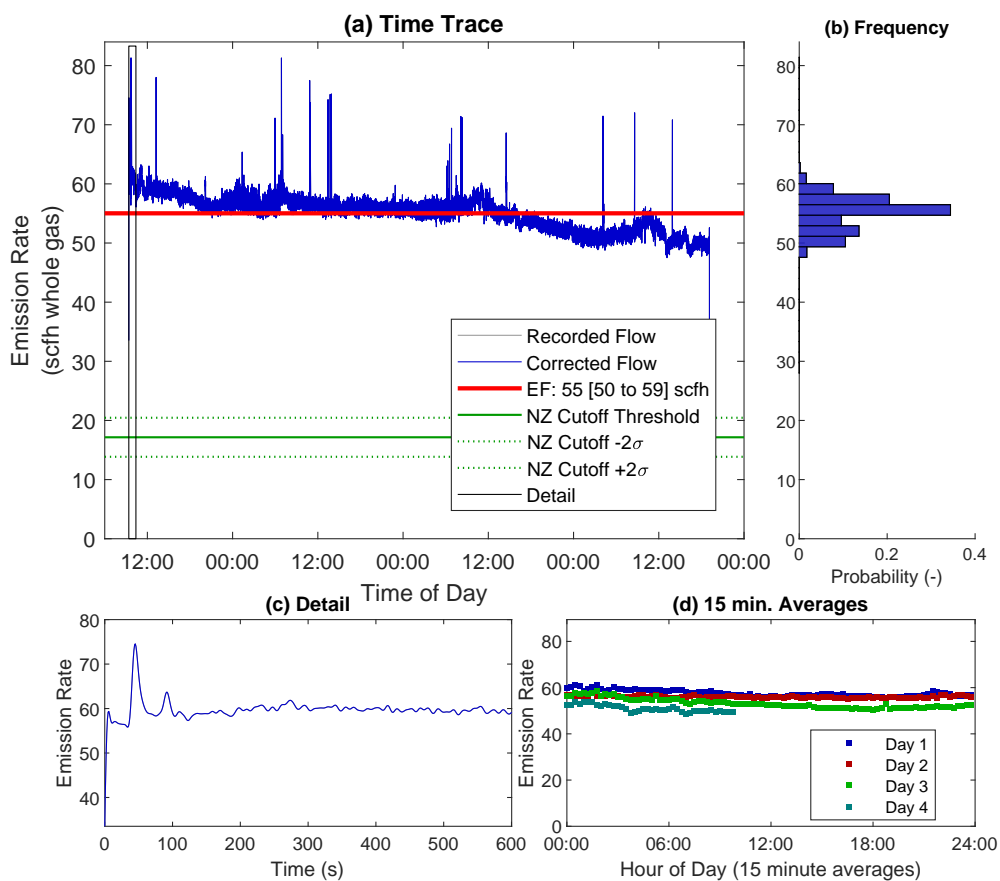 (a) Time Trace
Emission Rate
(scfh whole gas)
80
70
60
50
40
30
20
10
0
12:00 00:00 12:00 00:00 12:00 00:00 12:00 00:00
Time of Day
Recorded Flow
Corrected Flow
EF: 55 [50 to 59] scfh
NZ Cutoff Threshold
NZ Cutoff -2σ
NZ Cutoff +2σ
Detail
(b) Frequency
80
70
60
50
40
30
20
10
0
0 0.2 0.4
Probability (-)
(c) Detail
Emission Rate
80
70
60
50
40
0 100 200 300 400 500 600
Time (s)
(d) 15 min. Averages
Emission Rate
80
60
40
20
0
00:00 06:00 12:00 18:00 24:00
Hour of Day (15 minute averages)
Day 1
Day 2
Day 3
Day 4